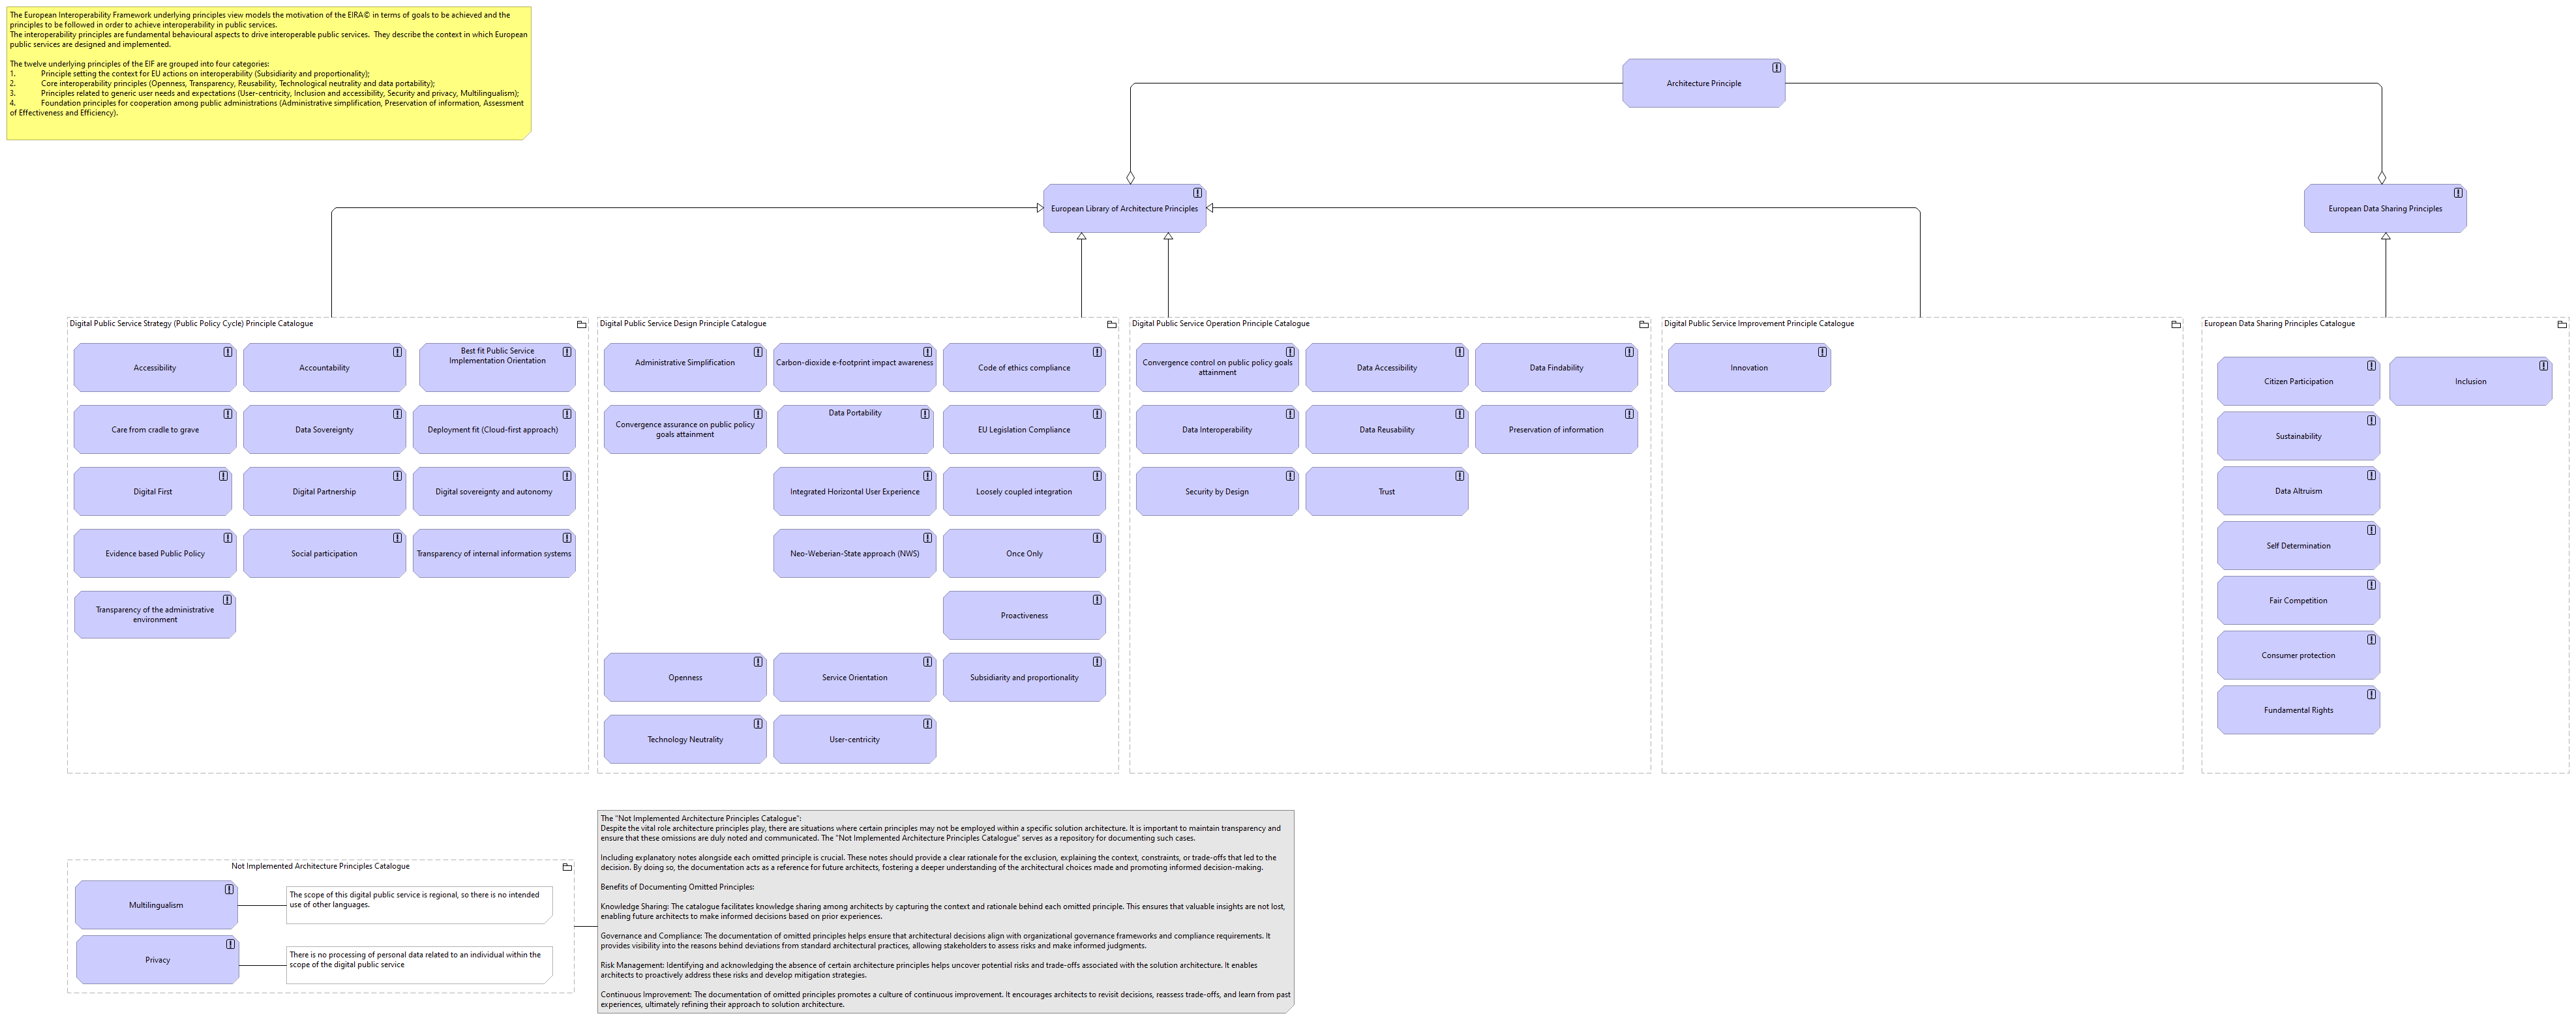 The European Interoperability Framework underlying principles view models the motivation of the EIRA© in terms of goals to be achieved and the
principles to be followed in order to achieve interoperability in public services.
The interoperability principles are fundamental behavioural aspects to drive interoperable public services.  They describe the context in which European
public services are designed and implemented.
The twelve underlying principles of the EIF are grouped into four categories:
1. Principle setting the context for EU actions on interoperability (Subsidiarity and proportionality);
2. Core interoperability principles (Openness, Transparency, Reusability, Technological neutrality and data portability);
3. Principles related to generic user needs and expectations (User-centricity, Inclusion and accessibility, Security and privacy, Multilingualism);
4. Foundation principles for cooperation among public administrations (Administrative simplification, Preservation of information, Assessment
of Effectiveness and Efficiency).
Architecture Principle
European Library of Architecture Principles
European Data Sharing Principles
Digital Public Service Strategy (Public Policy Cycle) Principle Catalogue
Accessibility
Accountability
Best fit Public Service
Implementation Orientation
Care from cradle to grave
Data Sovereignty
Deployment fit (Cloud-first approach)
Digital First
Digital Partnership
Digital sovereignty and autonomy
Evidence based Public Policy
Social participation
Transparency of internal information systems
Transparency of the administrative
environment
Digital Public Service Design Principle Catalogue
Administrative Simplification
Carbon-dioxide e-footprint impact awareness
Code of ethics compliance
Convergence assurance on public policy
goals attainment
Data Portability
EU Legislation Compliance
Integrated Horizontal User Experience
Loosely coupled integration
Neo-Weberian-State approach (NWS)
Once Only
Proactiveness
Openness
Service Orientation
Subsidiarity and proportionality
Technology Neutrality
User-centricity
Digital Public Service Operation Principle Catalogue
Convergence control on public policy goals
attainment
Data Accessibility
Data Findability
Data Interoperability
Data Reusability
Preservation of information
Security by Design
Trust
Digital Public Service Improvement Principle Catalogue
Innovation
European Data Sharing Principles Catalogue
Citizen Participation
Inclusion
Sustainability
Data Altruism
Self Determination
Fair Competition
Consumer protection
Fundamental Rights
Not Implemented Architecture Principles Catalogue
Multilingualism
The scope of this digital public service is regional, so there is no intended
use of other languages.
Privacy
There is no processing of personal data related to an individual within the
scope of the digital public service
The "Not Implemented Architecture Principles Catalogue":
Despite the vital role architecture principles play, there are situations where certain principles may not be employed within a specific solution architecture. It is important to maintain transparency and
ensure that these omissions are duly noted and communicated. The "Not Implemented Architecture Principles Catalogue" serves as a repository for documenting such cases.
Including explanatory notes alongside each omitted principle is crucial. These notes should provide a clear rationale for the exclusion, explaining the context, constraints, or trade-offs that led to the
decision. By doing so, the documentation acts as a reference for future architects, fostering a deeper understanding of the architectural choices made and promoting informed decision-making.
Benefits of Documenting Omitted Principles:
Knowledge Sharing: The catalogue facilitates knowledge sharing among architects by capturing the context and rationale behind each omitted principle. This ensures that valuable insights are not lost,
enabling future architects to make informed decisions based on prior experiences.
Governance and Compliance: The documentation of omitted principles helps ensure that architectural decisions align with organizational governance frameworks and compliance requirements. It
provides visibility into the reasons behind deviations from standard architectural practices, allowing stakeholders to assess risks and make informed judgments.
Risk Management: Identifying and acknowledging the absence of certain architecture principles helps uncover potential risks and trade-offs associated with the solution architecture. It enables
architects to proactively address these risks and develop mitigation strategies.
Continuous Improvement: The documentation of omitted principles promotes a culture of continuous improvement. It encourages architects to revisit decisions, reassess trade-offs, and learn from past
experiences, ultimately refining their approach to solution architecture.